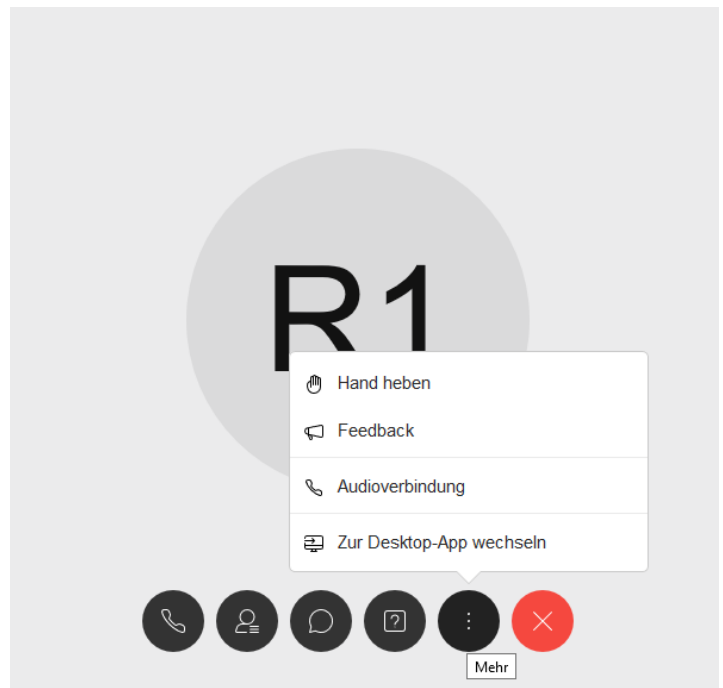 R1
Hand heben
Feedback
Audioverbindung
Zur Desktop-App wechseln
?
Mehr